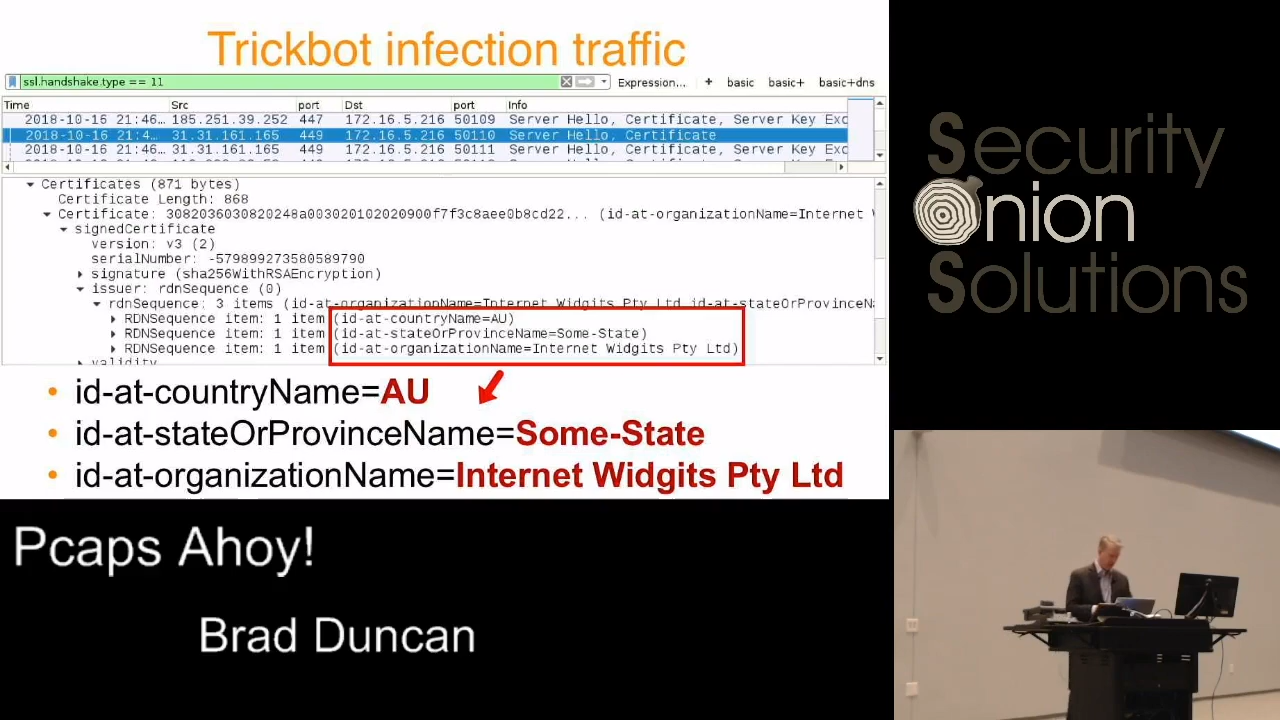 Trickbot infection traffic
ssl.handshake.type == 11 Expression... + basic basic+ basic+dns
Time Src port Dst port Info
2018-10-16 21:46… 185.251.39.252 447 172.16.5.216 50109 Server Hello, Certificate, Server Key Exc
2018-10-16 21:4… 31.31.161.165 449 172.16.5.216 50110 Server Hello, Certificate
2018-10-16 21:46… 31.31.161.165 449 172.16.5.216 50111 Server Hello, Certificate, Server Key Exc
Certificates (871 bytes)
Certificate Length: 868
Certificate: 3082036030820248a003020102020900f7f3c8aee0b8cd22... (id-at-organizationName=Internet W
signedCertificate
version: v3 (2)
serialNumber: -579899273580589790
signature (sha256WithRSAEncryption)
issuer: rdnSequence (0)
rdnSequence: 3 items (id-at-organizationName=Internet Widgits Pty Ltd,id-at-stateOrProvinceN
RDNSequence item: 1 item (id-at-countryName=AU)
RDNSequence item: 1 item (id-at-stateOrProvinceName=Some-State)
RDNSequence item: 1 item (id-at-organizationName=Internet Widgits Pty Ltd)
validity
• id-at-countryName=AU
• id-at-stateOrProvinceName=Some-State
• id-at-organizationName=Internet Widgits Pty Ltd
Pcaps Ahoy!
Brad Duncan
Security
Onion
Solutions